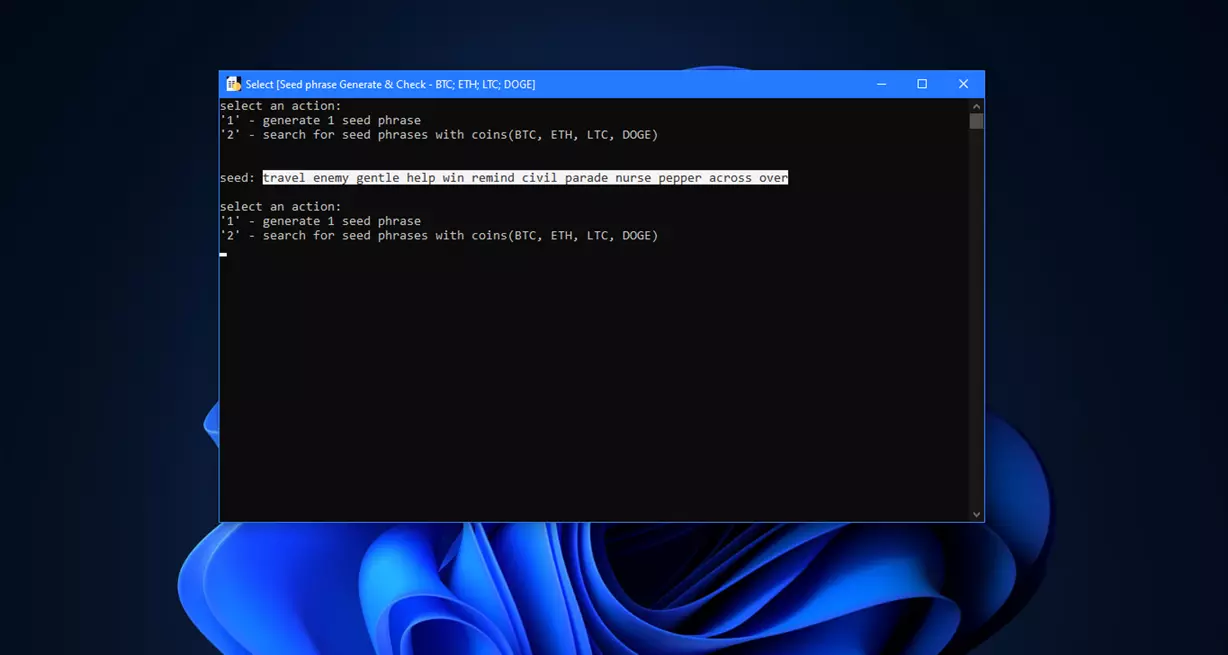 Select [Seed phrase Generate & Check - BTC; ETH; LTC; DOGE]
select an action:
'1' - generate 1 seed phrase
'2' - search for seed phrases with coins(BTC, ETH, LTC, DOGE)
seed: travel enemy gentle help win remind civil parade nurse pepper across over
select an action:
'1' - generate 1 seed phrase
'2' - search for seed phrases with coins(BTC, ETH, LTC, DOGE)